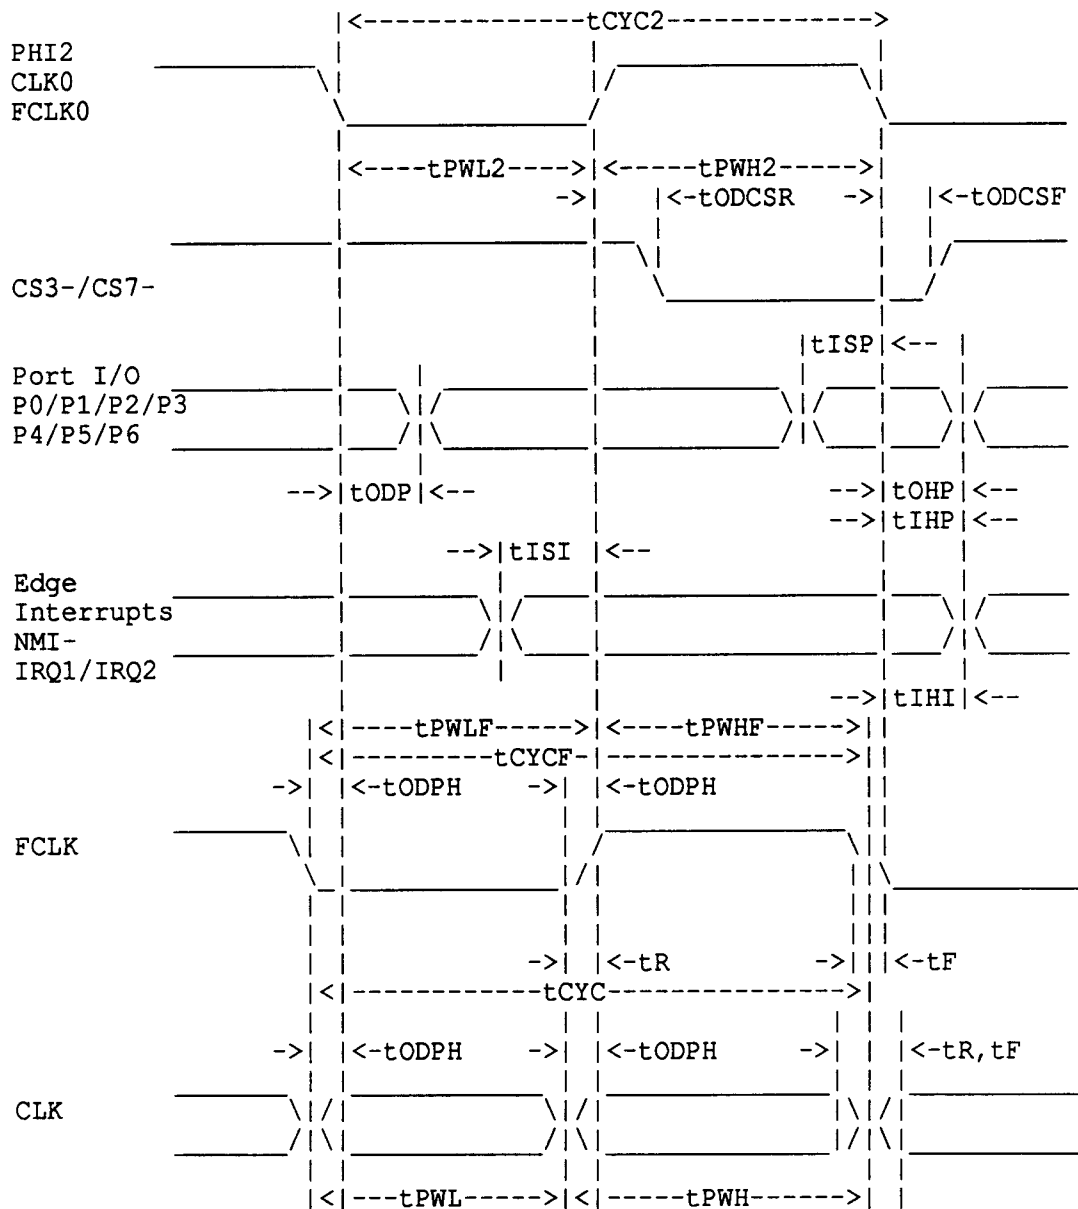 |<--------------tCYC2------------->|
PHI2
CLK0
FCLK0
|<----tPWL2----->|<-----tPWH2----->|
->| |<-tODCSR ->| |<-tODCSF
CS3-/CS7-
|tISP|<--
Port I/O
P0/P1/P2/P3
P4/P5/P6
-->|tODP|<-- -->|tOHP|<--
-->|tIHP|<--
-->|tISI |<--
Edge
Interrupts
NMI-
IRQ1/IRQ2
-->|tIHI|<--
|<|----tPWLF----->|<-----tPWHF----->|
|<|---------tCYCF-|--------------->|
->| |<-tODPH ->| |<-tODPH
FCLK
->| |<-tR ->| |<-tF
|<|------------tCYC---------------->|
->| |<-tODPH ->| |<-tODPH ->| |<-tR,tF
CLK
|<|---tPWL------>|<|-----tPWH------>|